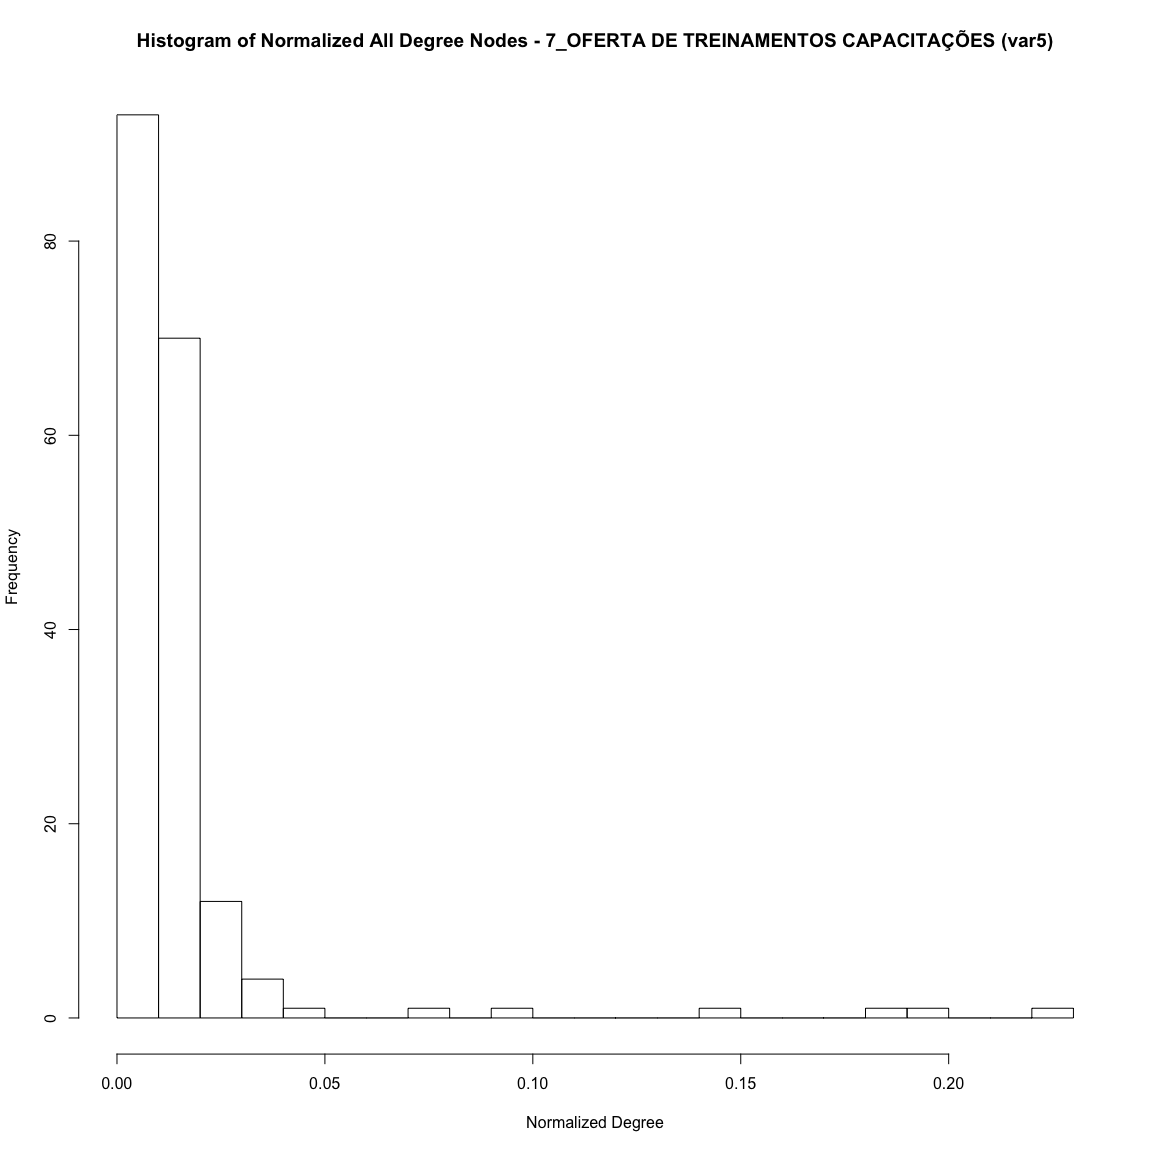 Histogram of Normalized All Degree Nodes - 7_OFERTA DE TREINAMENTOS CAPACITAÇÕES (var5)
Frequency
80
60
40
20
0
0.00 0.05 0.10 0.15 0.20
Normalized Degree